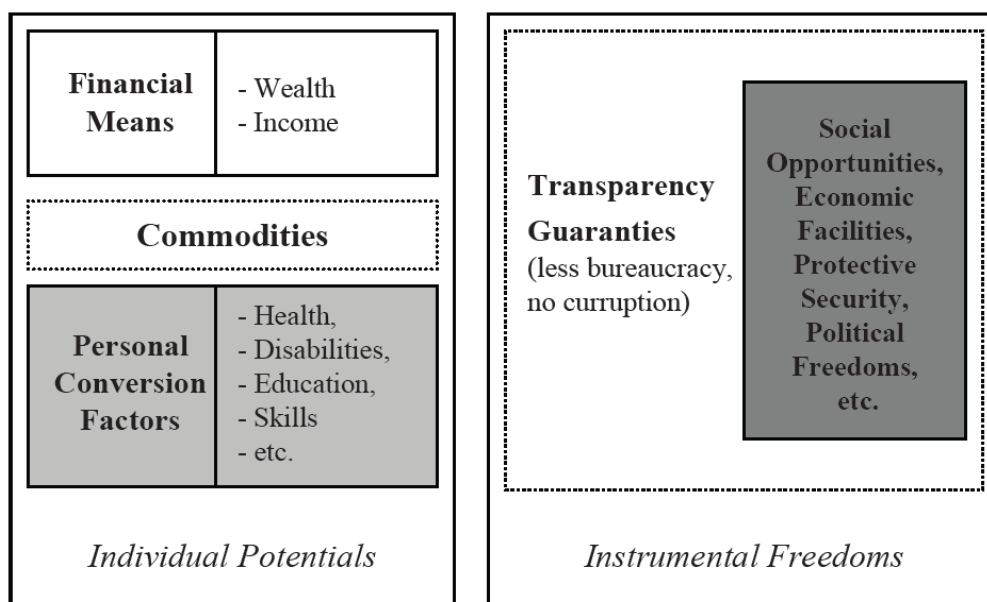 Financial
Means
- Wealth
- Income
Commodities
Personal
Conversion
Factors
- Health,
- Disabilities,
- Education,
- Skills
- etc.
Individual Potentials
Transparency
Guaranties
(less bureaucracy,
no curruption)
Social
Opportunities,
Economic
Facilities,
Protective
Security,
Political
Freedoms,
etc.
Instrumental Freedoms